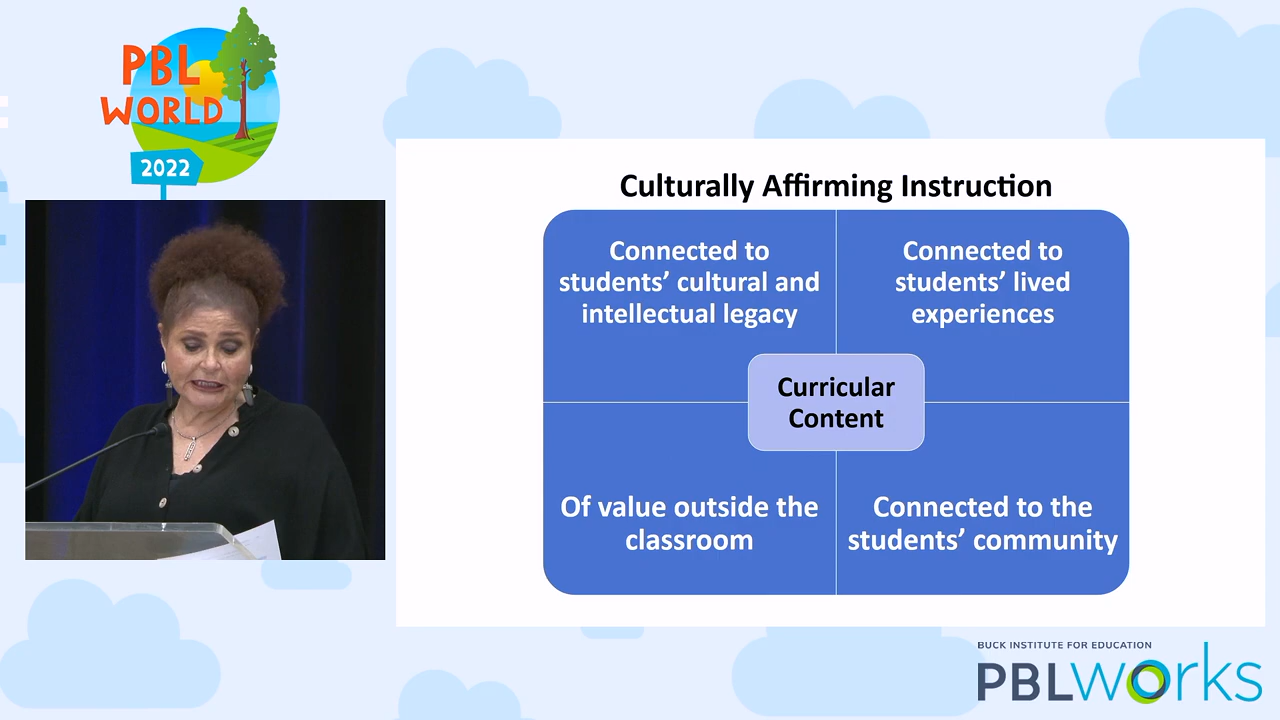 PBL
WORLD
2022
Culturally Affirming Instruction
Connected to
students’ cultural and
intellectual legacy
Connected to
students’ lived
experiences
Curricular
Content
Of value outside the
classroom
Connected to the
students’ community
BUCK INSTITUTE FOR EDUCATION
PBLWorks